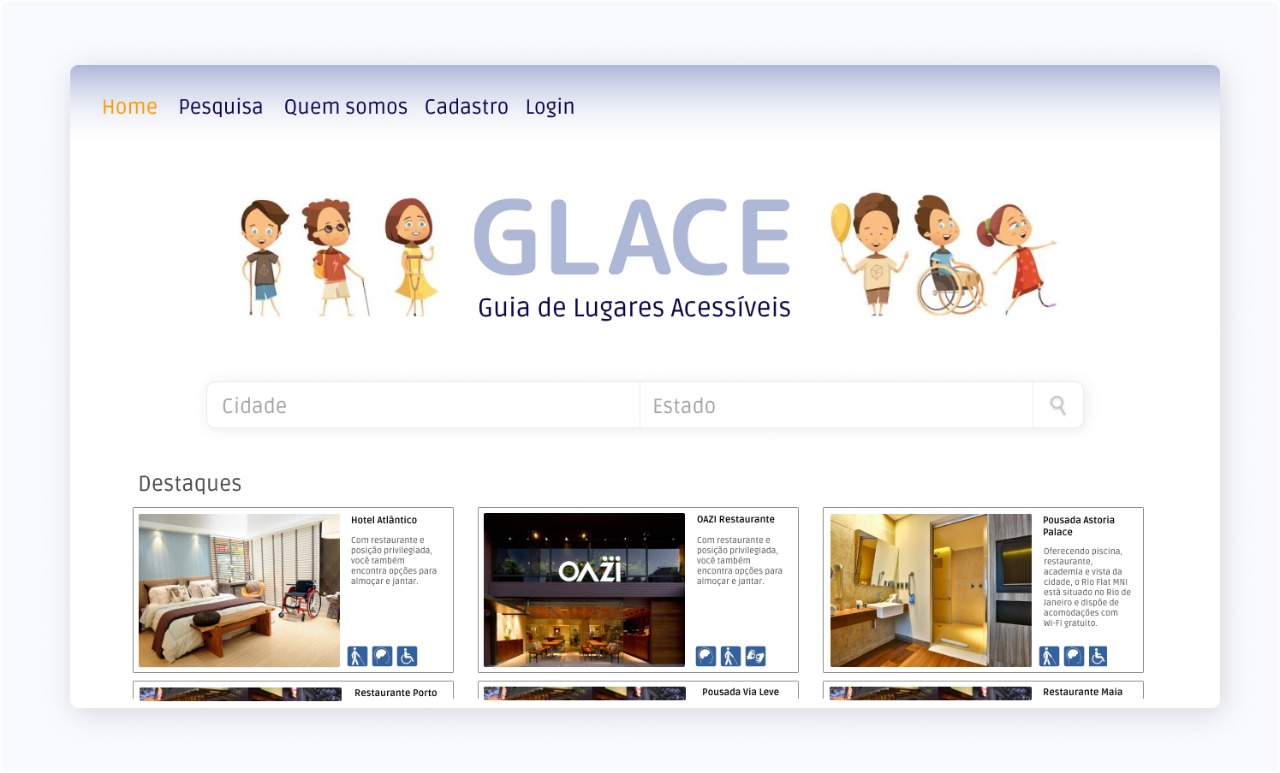 Home Pesquisa Quem somos Cadastro Login
GLACE
Guia de Lugares Acessíveis
Cidade Estado
Destaques
Hotel Atlântico
Com restaurante e
posição privilegiada,
você também
encontra opções para
almoçar e jantar.
OAZI
OAZI Restaurante
Com restaurante e
posição privilegiada,
você também
encontra opções para
almoçar e jantar.
Pousada Astoria
Palace
Oferecendo piscina,
restaurante,
academia e vista da
cidade, o Rio Flat MNI
está situado no Rio de
Janeiro e dispõe de
acomodações com
Wi-Fi gratuito.
Restaurante Porto
Pousada Via Leve
Restaurante Maia